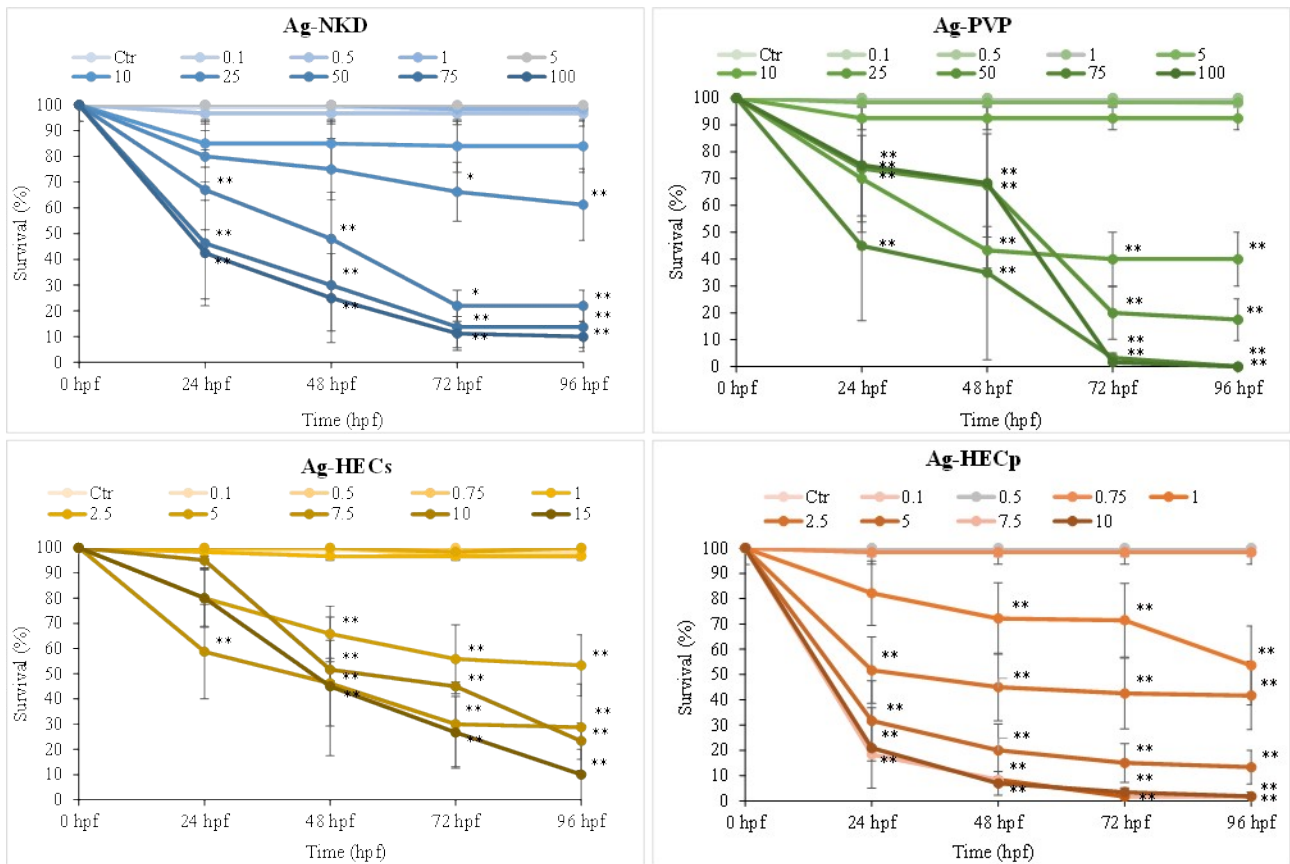 Ag-NKD
Ctr 0.1 0.5 1 5
10 25 50 75 100
100
90
80
70
60
50
40
30
20
10
0
Survival (%)
** ** **
** ** **
* ** **
* ** **
**
0 hpf 24 hpf 48 hpf 72 hpf 96 hpf
Time (hpf)
Ag-PVP
Ctr 0.1 0.5 1 5
10 25 50 75 100
100
90
80
70
60
50
40
30
20
10
0
Survival (%)
** ** ** **
** ** ** **
** ** ** **
** ** ** **
0 hpf 24 hpf 48 hpf 72 hpf 96 hpf
Time (hpf)
Ag-HECs
Ctr 0.1 0.5 0.75 1
2.5 5 7.5 10 15
100
90
80
70
60
50
40
30
20
10
0
Survival (%)
**
** ** ** **
** ** ** **
** ** ** **
0 hpf 24 hpf 48 hpf 72 hpf 96 hpf
Time (hpf)
Ag-HECp
Ctr 0.1 0.5 0.75 1
2.5 5 7.5 10
100
90
80
70
60
50
40
30
20
10
0
Survival (%)
** ** ** **
** ** ** **
** ** ** **
** ** ** **
** ** **
0 hpf 24 hpf 48 hpf 72 hpf 96 hpf
Time (hpf)